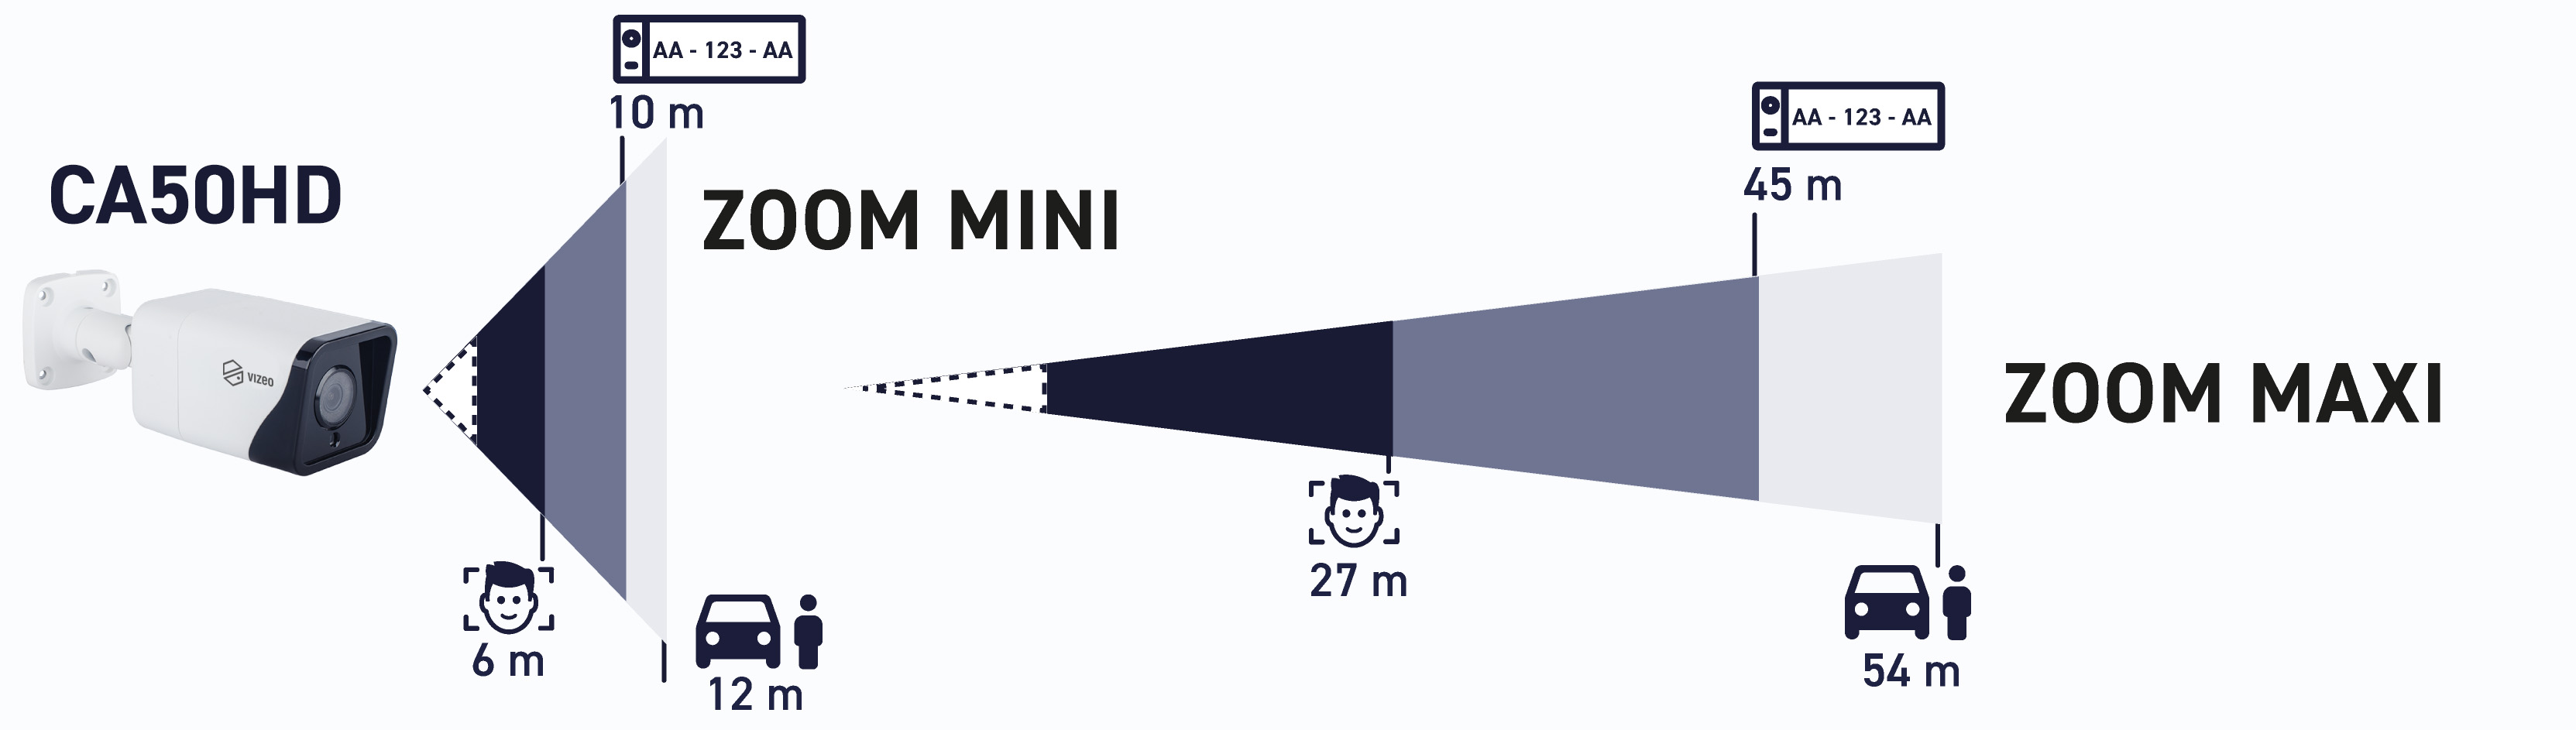 CA50HD
VIZEO
AA - 123 - AA
10 m
ZOOM MINI
6 m
12 m
AA - 123 - AA
45 m
27 m
54 m
ZOOM MAXI